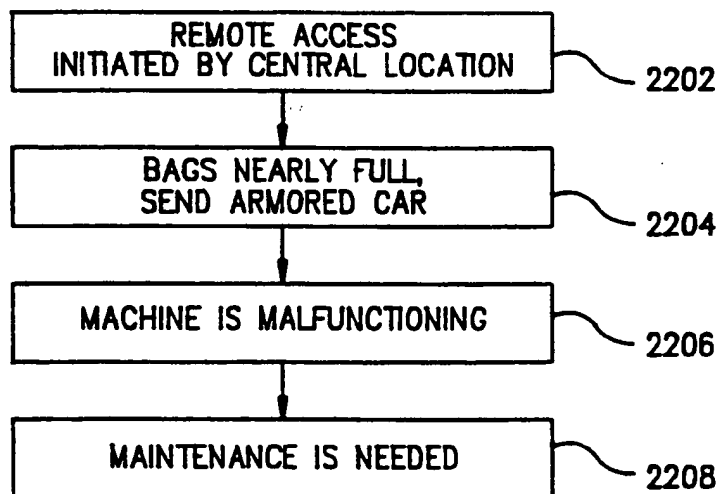 REMOTE ACCESS
INITIATED BY CENTRAL LOCATION
2202
BAGS NEARLY FULL,
SEND ARMORED CAR
2204
MACHINE IS MALFUNCTIONING
2206
MAINTENANCE IS NEEDED
2208